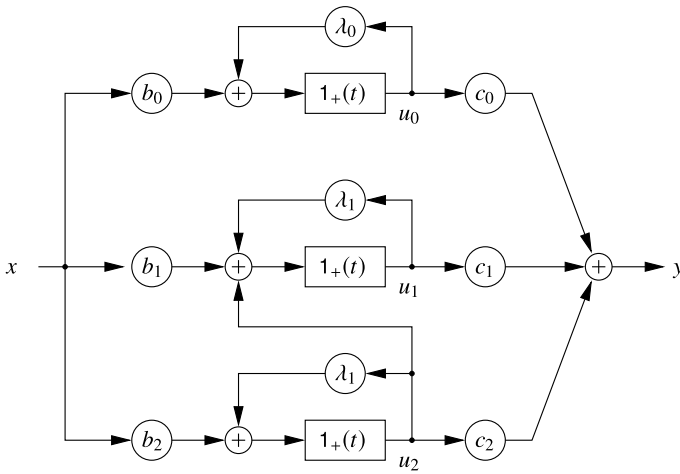 λ₀
b₀ + 1₊(t) u₀ c₀
λ₁
x b₁ + 1₊(t) u₁ c₁ + y
λ₁
b₂ + 1₊(t) u₂ c₂